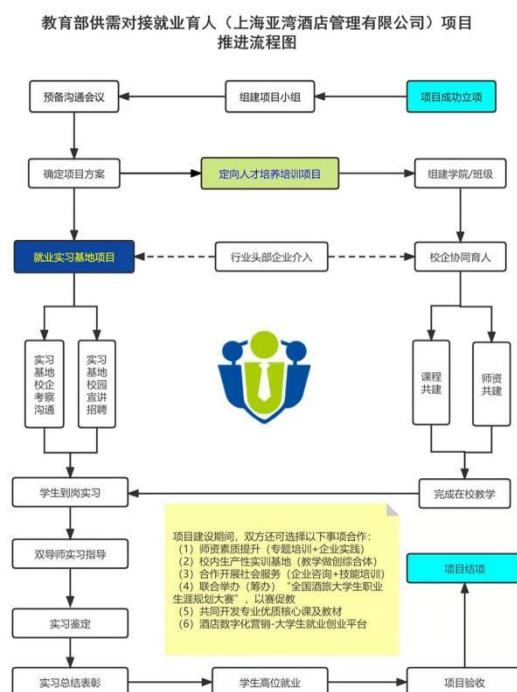 教育部供需对接就业育人（上海亚湾酒店管理有限公司）项目
推进流程图
预备沟通会议
组建项目小组
项目成功立项
确定项目方案
定向人才培养培训项目
组建学院/班级
就业实习基地项目
行业头部企业介入
校企协同育人
实习
基地
校企
考察
沟通
实习
基地
校园
宣讲
招聘
课程
共建
师资
共建
学生到岗实习
完成在校教学
项目建设期间，双方还可选择以下事项合作：
（1）师资素质提升（专题培训+企业实践）
（2）校内生产性实训基地（教学做创综合体）
（3）合作开展社会服务（企业咨询+技能培训）
（4）联合举办（筹办）“全国酒旅大学生职业
生涯规划大赛”，以赛促教
（5）共同开发专业优质核心课及教材
（6）酒店数字化营销-大学生就业创业平台
双导师实习指导
项目结项
实习鉴定
实习总结表彰
学生高位就业
项目验收